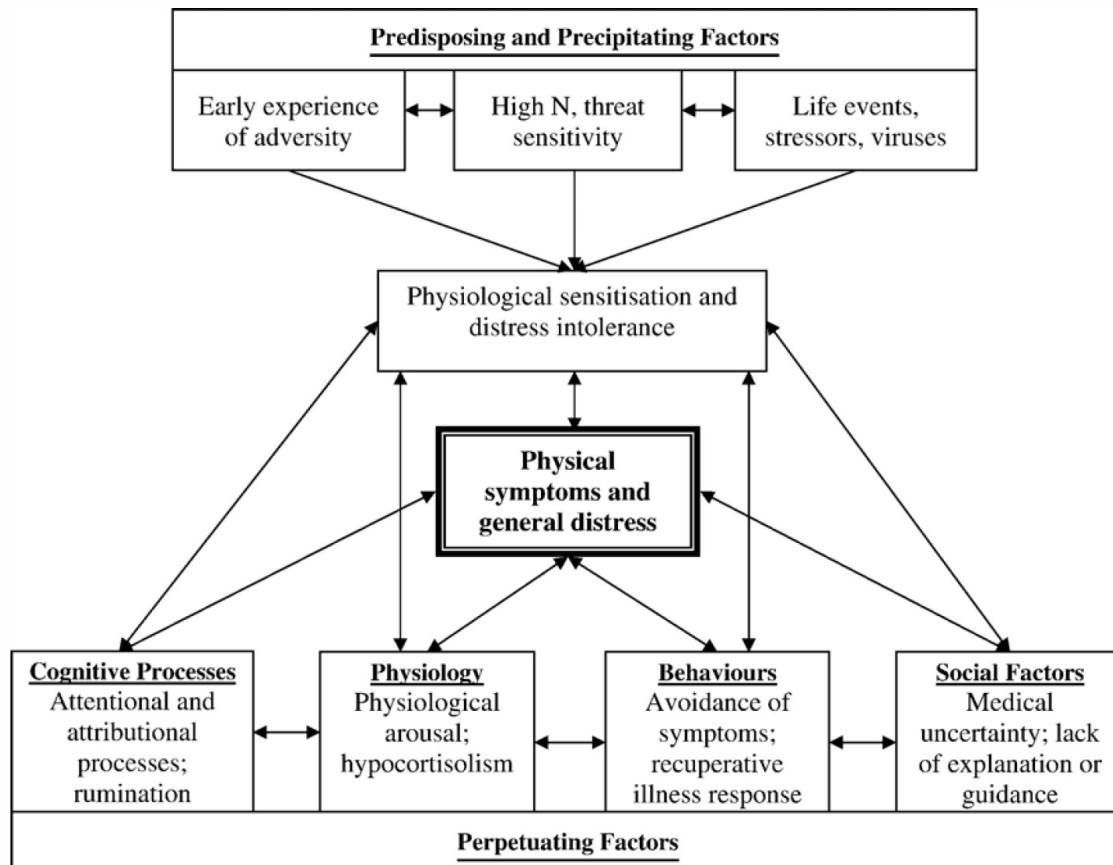 Predisposing and Precipitating Factors
Early experience
of adversity
High N, threat
sensitivity
Life events,
stressors, viruses
Physiological sensitisation and
distress intolerance
Physical
symptoms and
general distress
Cognitive Processes
Attentional and
attributional
processes;
rumination
Physiology
Physiological
arousal;
hypocortisolism
Behaviours
Avoidance of
symptoms;
recuperative
illness response
Social Factors
Medical
uncertainty; lack
of explanation or
guidance
Perpetuating Factors